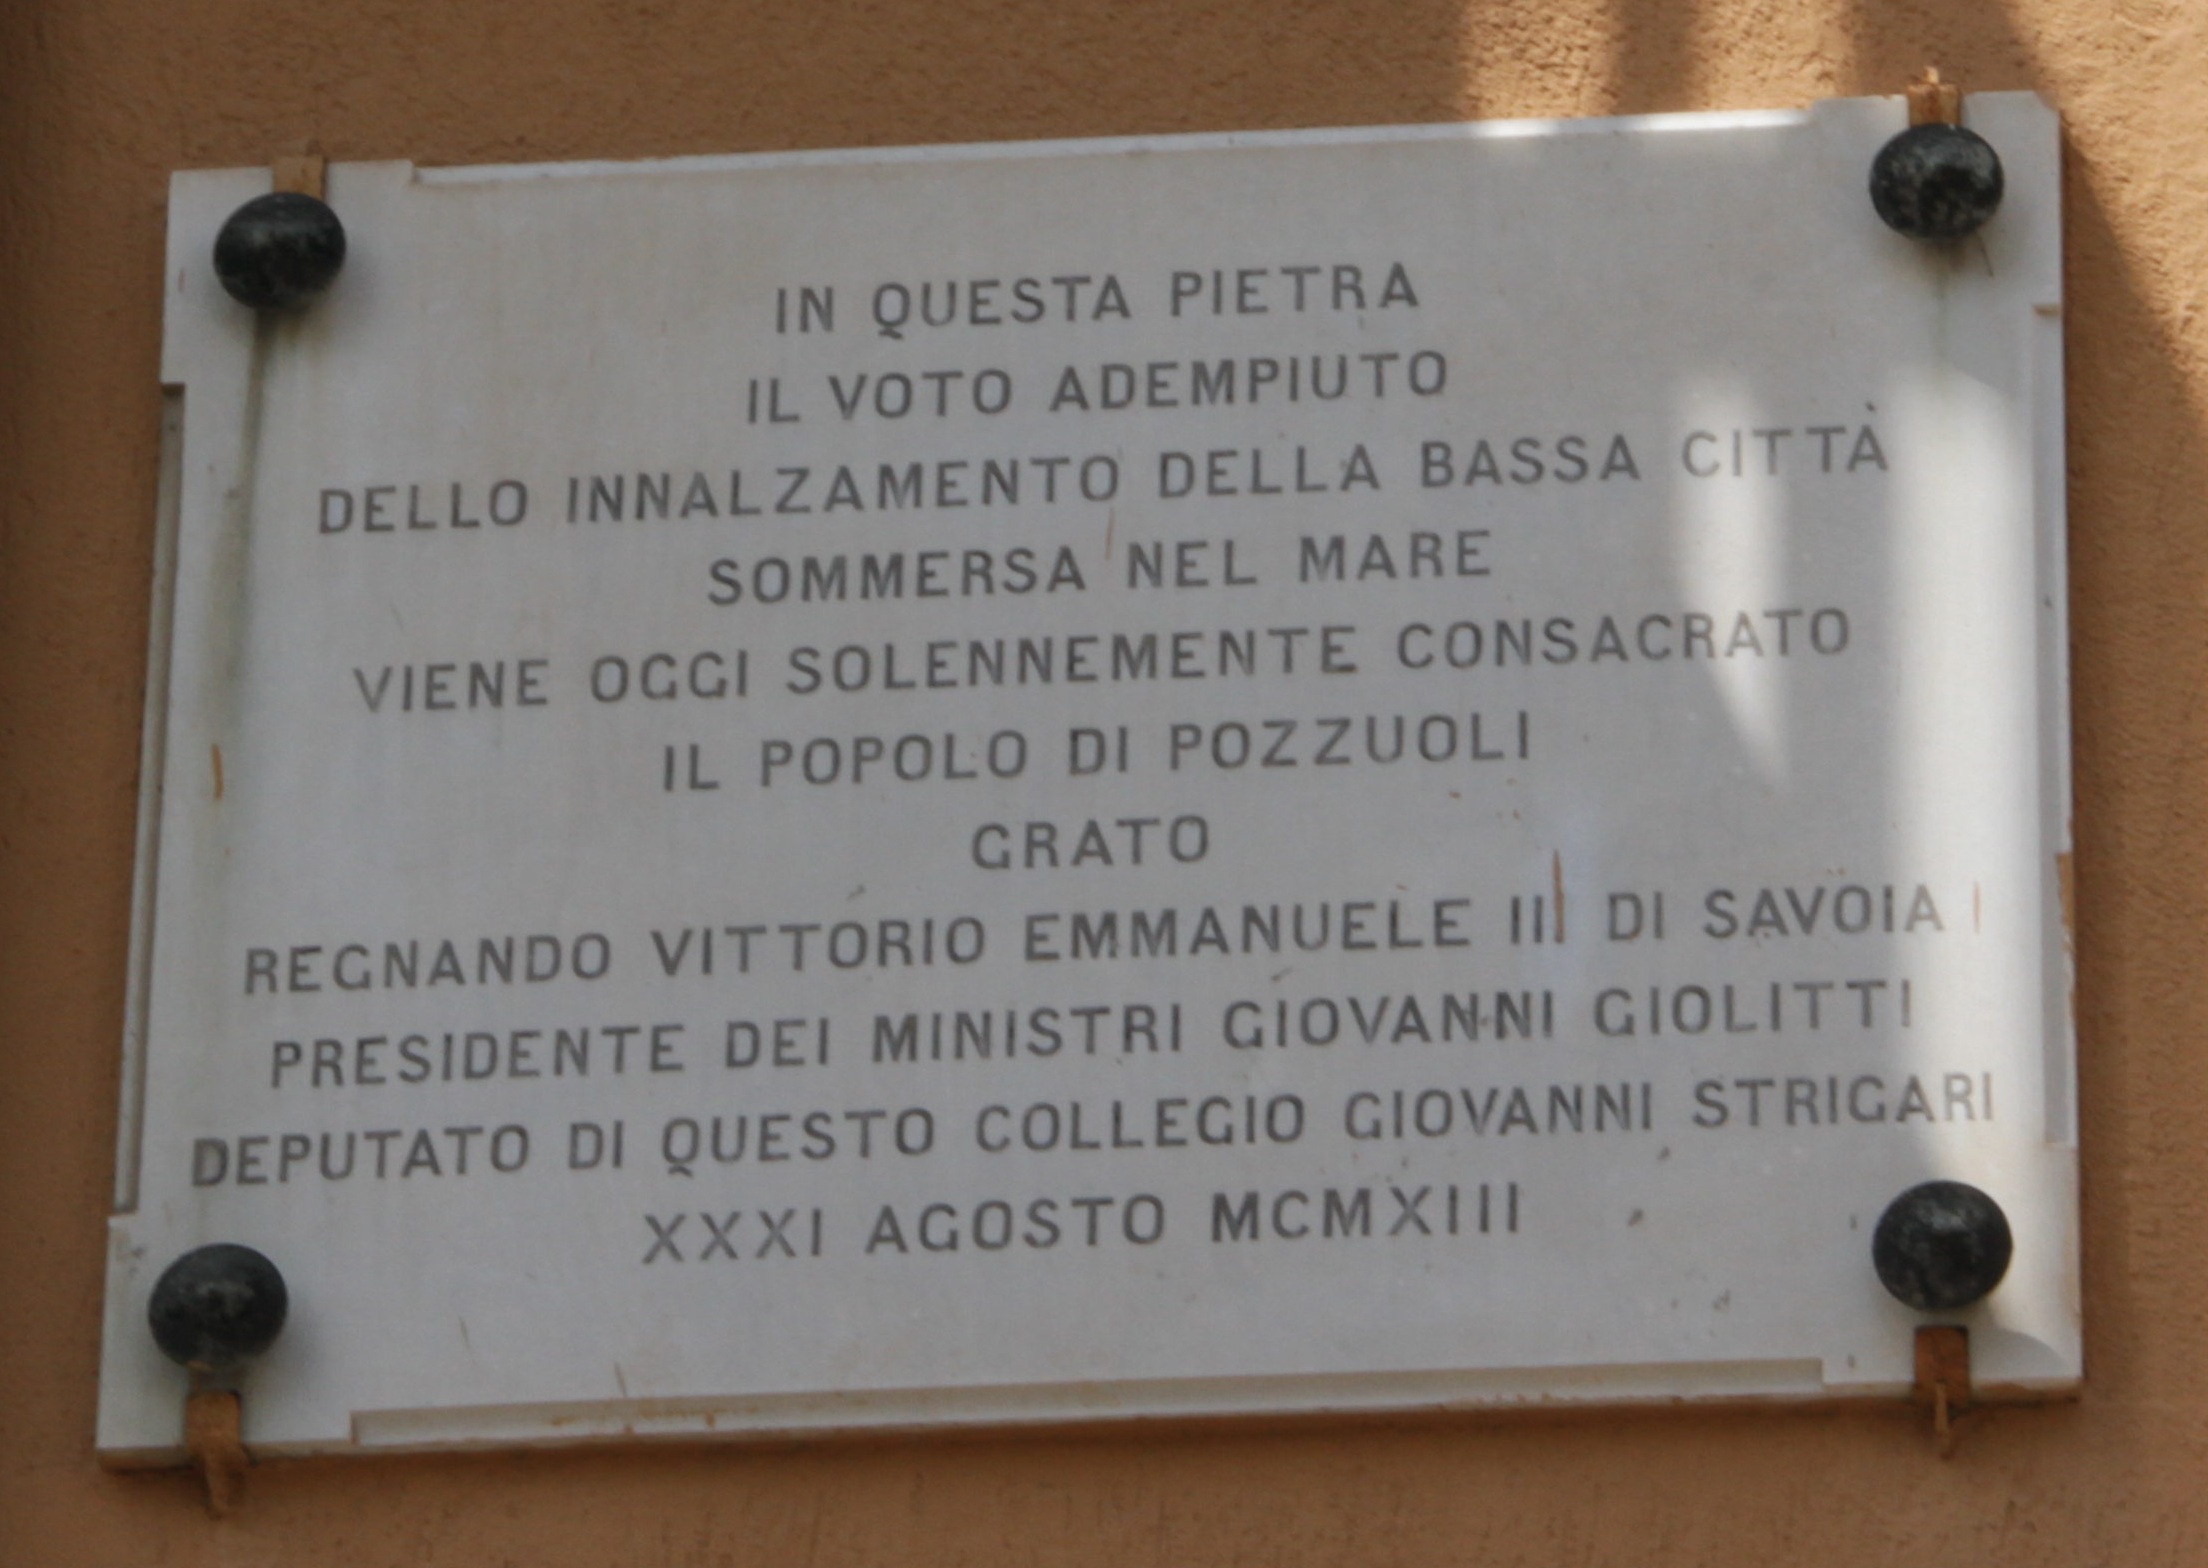 IN QUESTA PIETRA
IL VOTO ADEMPIUTO
DELLO INNALZAMENTO DELLA BASSA CITTÀ
SOMMERSA NEL MARE
VIENE OGGI SOLENNEMENTE CONSACRATO
IL POPOLO DI POZZUOLI
GRATO
REGNANDO VITTORIO EMMANUELE III DI SAVOIA
PRESIDENTE DEI MINISTRI GIOVANNI GIOLITTI
DEPUTATO DI QUESTO COLLEGIO GIOVANNI STRIGARI
XXXI AGOSTO MCMXIII